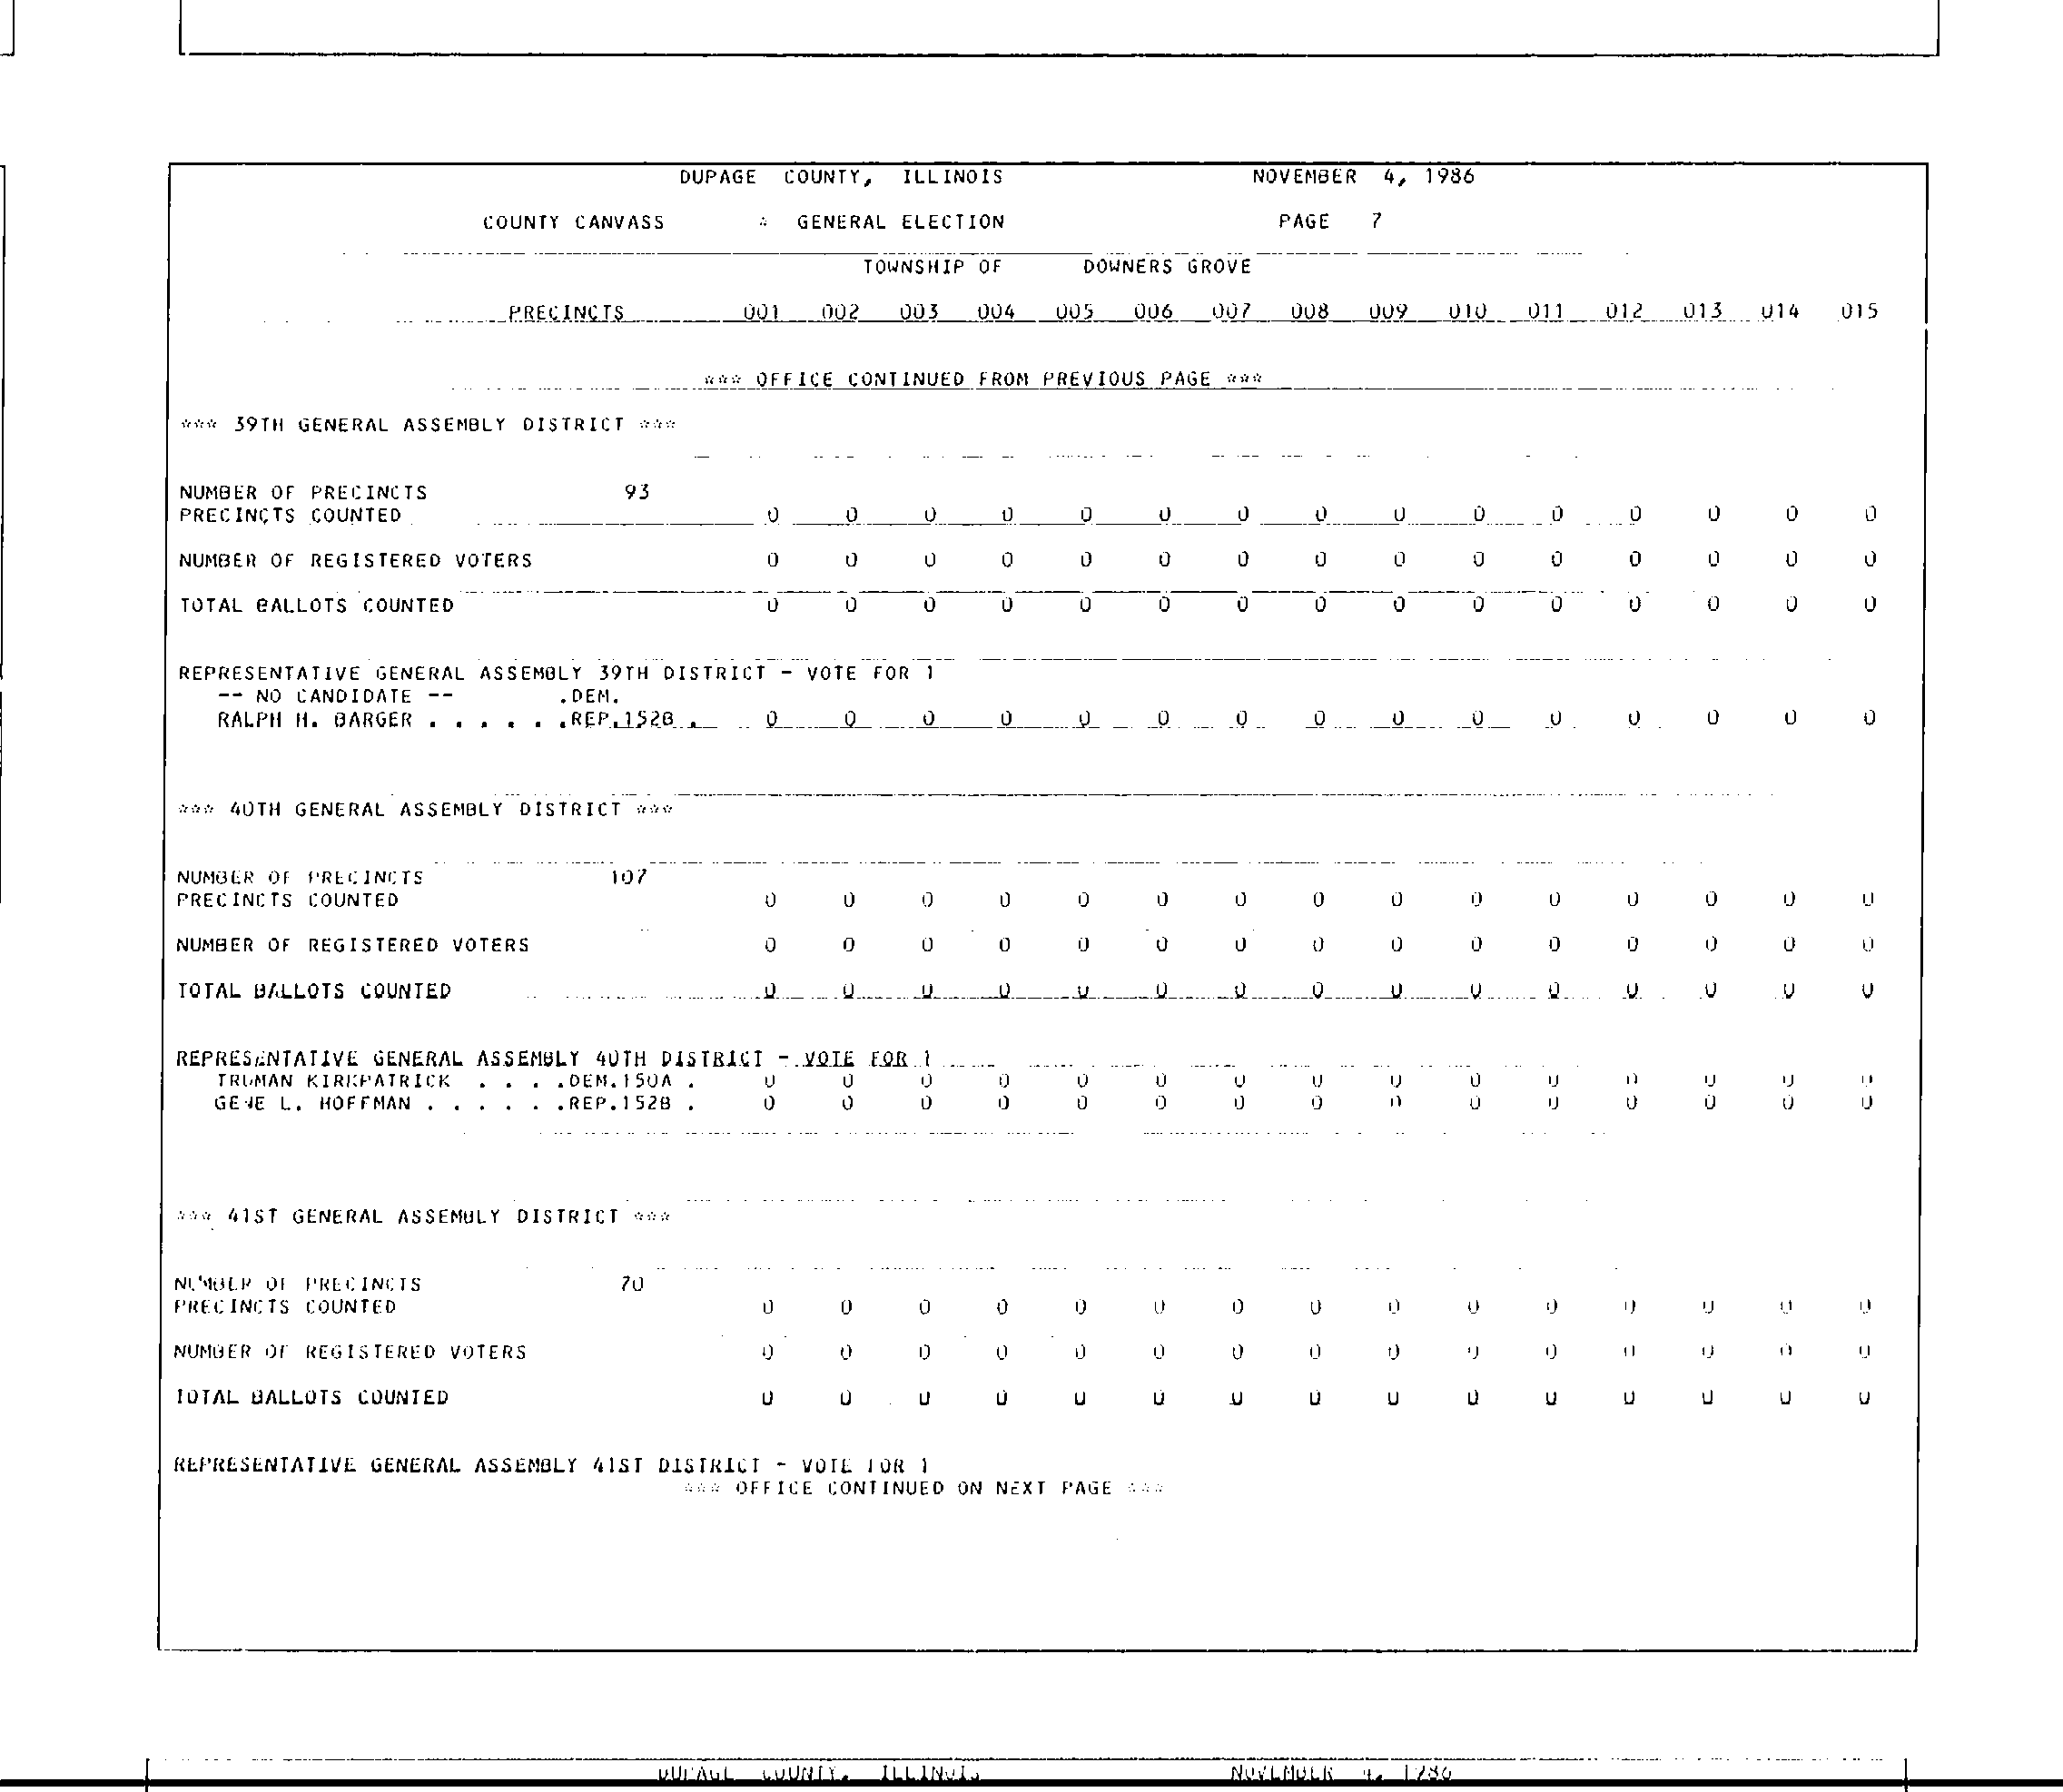 DUPAGE COUNTY, ILLINOIS NOVEMBER 4, 1986
COUNTY CANVASS * GENERAL ELECTION PAGE 7
TOWNSHIP OF DOWNERS GROVE
PRECINCTS 001 002 003 004 005 006 007 008 009 010 011 012 013 014 015
*** OFFICE CONTINUED FROM PREVIOUS PAGE ***
*** 39TH GENERAL ASSEMBLY DISTRICT ***
NUMBER OF PRECINCTS 93
PRECINCTS COUNTED 0 0 0 0 0 0 0 0 0 0 0 0 0 0 0
NUMBER OF REGISTERED VOTERS 0 0 0 0 0 0 0 0 0 0 0 0 0 0 0
TOTAL BALLOTS COUNTED 0 0 0 0 0 0 0 0 0 0 0 0 0 0 0
REPRESENTATIVE GENERAL ASSEMBLY 39TH DISTRICT - VOTE FOR 1
-- NO CANDIDATE -- .DEM.
RALPH H. BARGER . . . . . .REP.152B . 0 0 0 0 0 0 0 0 0 0 0 0 0 0 0
*** 40TH GENERAL ASSEMBLY DISTRICT ***
NUMBER OF PRECINCTS 107
PRECINCTS COUNTED 0 0 0 0 0 0 0 0 0 0 0 0 0 0 0
NUMBER OF REGISTERED VOTERS 0 0 0 0 0 0 0 0 0 0 0 0 0 0 0
TOTAL BALLOTS COUNTED 0 0 0 0 0 0 0 0 0 0 0 0 0 0 0
REPRESENTATIVE GENERAL ASSEMBLY 40TH DISTRICT - VOTE FOR 1
TRUMAN KIRKPATRICK . . . .DEM.150A . 0 0 0 0 0 0 0 0 0 0 0 0 0 0 0
GENE L. HOFFMAN . . . . . .REP.152B . 0 0 0 0 0 0 0 0 0 0 0 0 0 0 0
*** 41ST GENERAL ASSEMBLY DISTRICT ***
NUMBER OF PRECINCTS 70
PRECINCTS COUNTED 0 0 0 0 0 0 0 0 0 0 0 0 0 0 0
NUMBER OF REGISTERED VOTERS 0 0 0 0 0 0 0 0 0 0 0 0 0 0 0
TOTAL BALLOTS COUNTED 0 0 0 0 0 0 0 0 0 0 0 0 0 0 0
REPRESENTATIVE GENERAL ASSEMBLY 41ST DISTRICT - VOTE FOR 1
*** OFFICE CONTINUED ON NEXT PAGE ***
DUPAGE COUNTY, ILLINOIS NOVEMBER 4, 1986